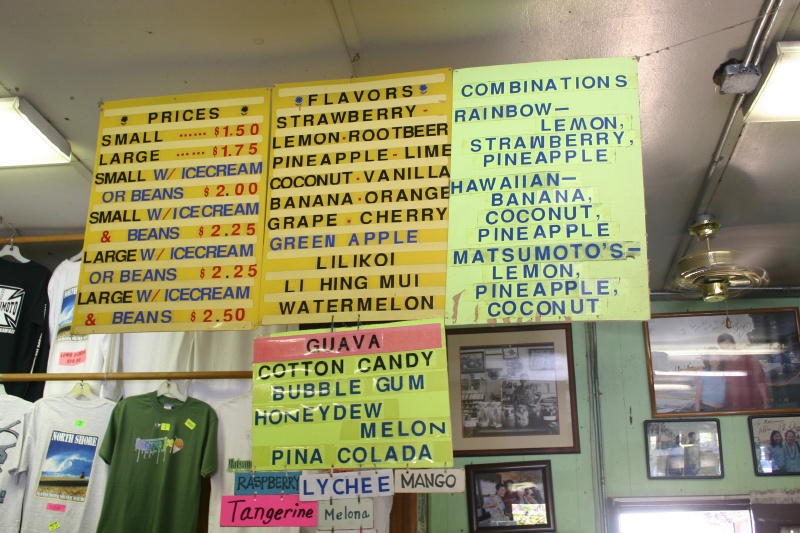 PRICES
SMALL ...... $1.50
LARGE ...... $1.75
SMALL W/ ICECREAM
OR BEANS $2.00
SMALL W/ICECREAM
& BEANS $2.25
LARGE W/ ICECREAM
OR BEANS $2.25
LARGE W/ ICECREAM
& BEANS $2.50
FLAVORS
STRAWBERRY -
LEMON - ROOTBEER
PINEAPPLE - LIME
COCONUT - VANILLA
BANANA - ORANGE
GRAPE - CHERRY
GREEN APPLE
LILIKOI
LI HING MUI
WATERMELON
COMBINATIONS
RAINBOW—
LEMON,
STRAWBERRY,
PINEAPPLE
HAWAIIAN—
BANANA,
COCONUT,
PINEAPPLE
MATSUMOTO'S—
LEMON,
PINEAPPLE,
COCONUT
GUAVA
COTTON CANDY
BUBBLE GUM
HONEYDEW
MELON
PINA COLADA
RASPBERRY
LYCHEE
MANGO
Tangerine
Melona
NORTH SHORE